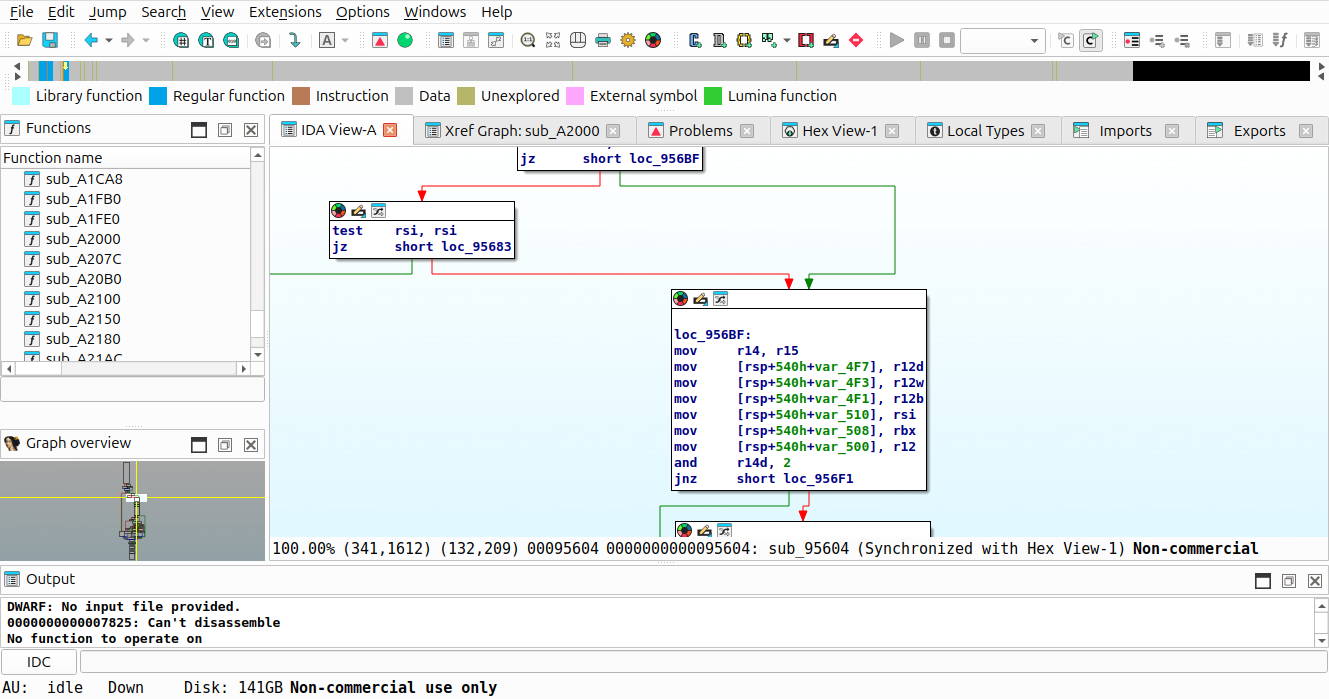 File Edit Jump Search View Extensions Options Windows Help
Library function Regular function Instruction Data Unexplored External symbol Lumina function
Functions
IDA View-A Xref Graph: sub_A2000 Problems Hex View-1 Local Types Imports Exports
Function name
sub_A1CA8
sub_A1FB0
sub_A1FE0
sub_A2000
sub_A207C
sub_A20B0
sub_A2100
sub_A2150
sub_A2180
sub_A21AC
Graph overview
jz short loc_956BF
test rsi, rsi
jz short loc_95683
loc_956BF:
mov r14, r15
mov [rsp+540h+var_4F7], r12d
mov [rsp+540h+var_4F3], r12w
mov [rsp+540h+var_4F1], r12b
mov [rsp+540h+var_510], rsi
mov [rsp+540h+var_508], rbx
mov [rsp+540h+var_500], r12
and r14d, 2
jnz short loc_956F1
100.00% (341,1612) (132,209) 00095604 0000000000095604: sub_95604 (Synchronized with Hex View-1) Non-commercial
Output
DWARF: No input file provided.
0000000000007825: Can't disassemble
No function to operate on
IDC
AU: idle Down Disk: 141GB Non-commercial use only